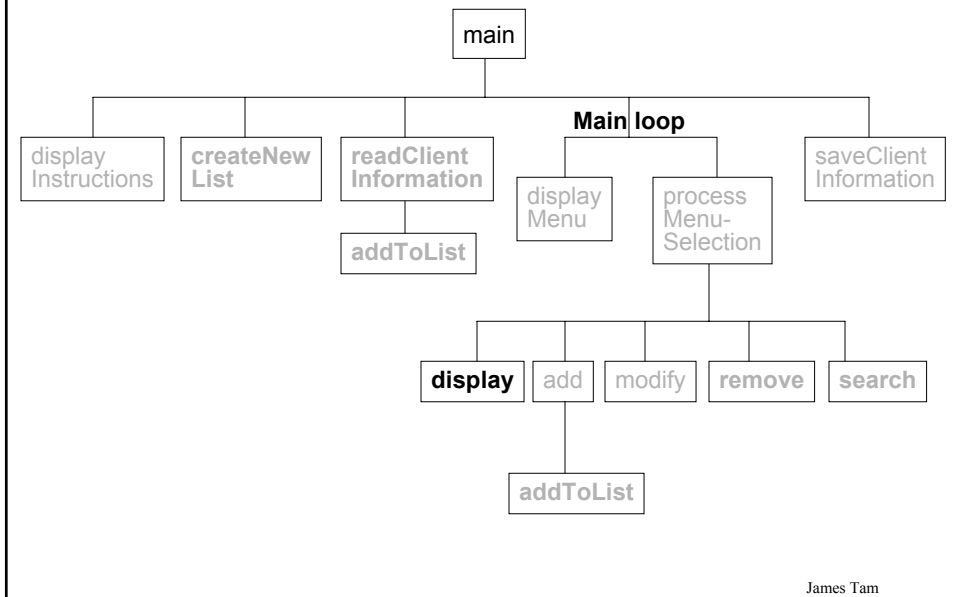 main
Main loop
display
Instructions
createNew
List
readClient
Information
addToList
display
Menu
process
Menu-
Selection
saveClient
Information
display
add
modify
remove
search
addToList
James Tam